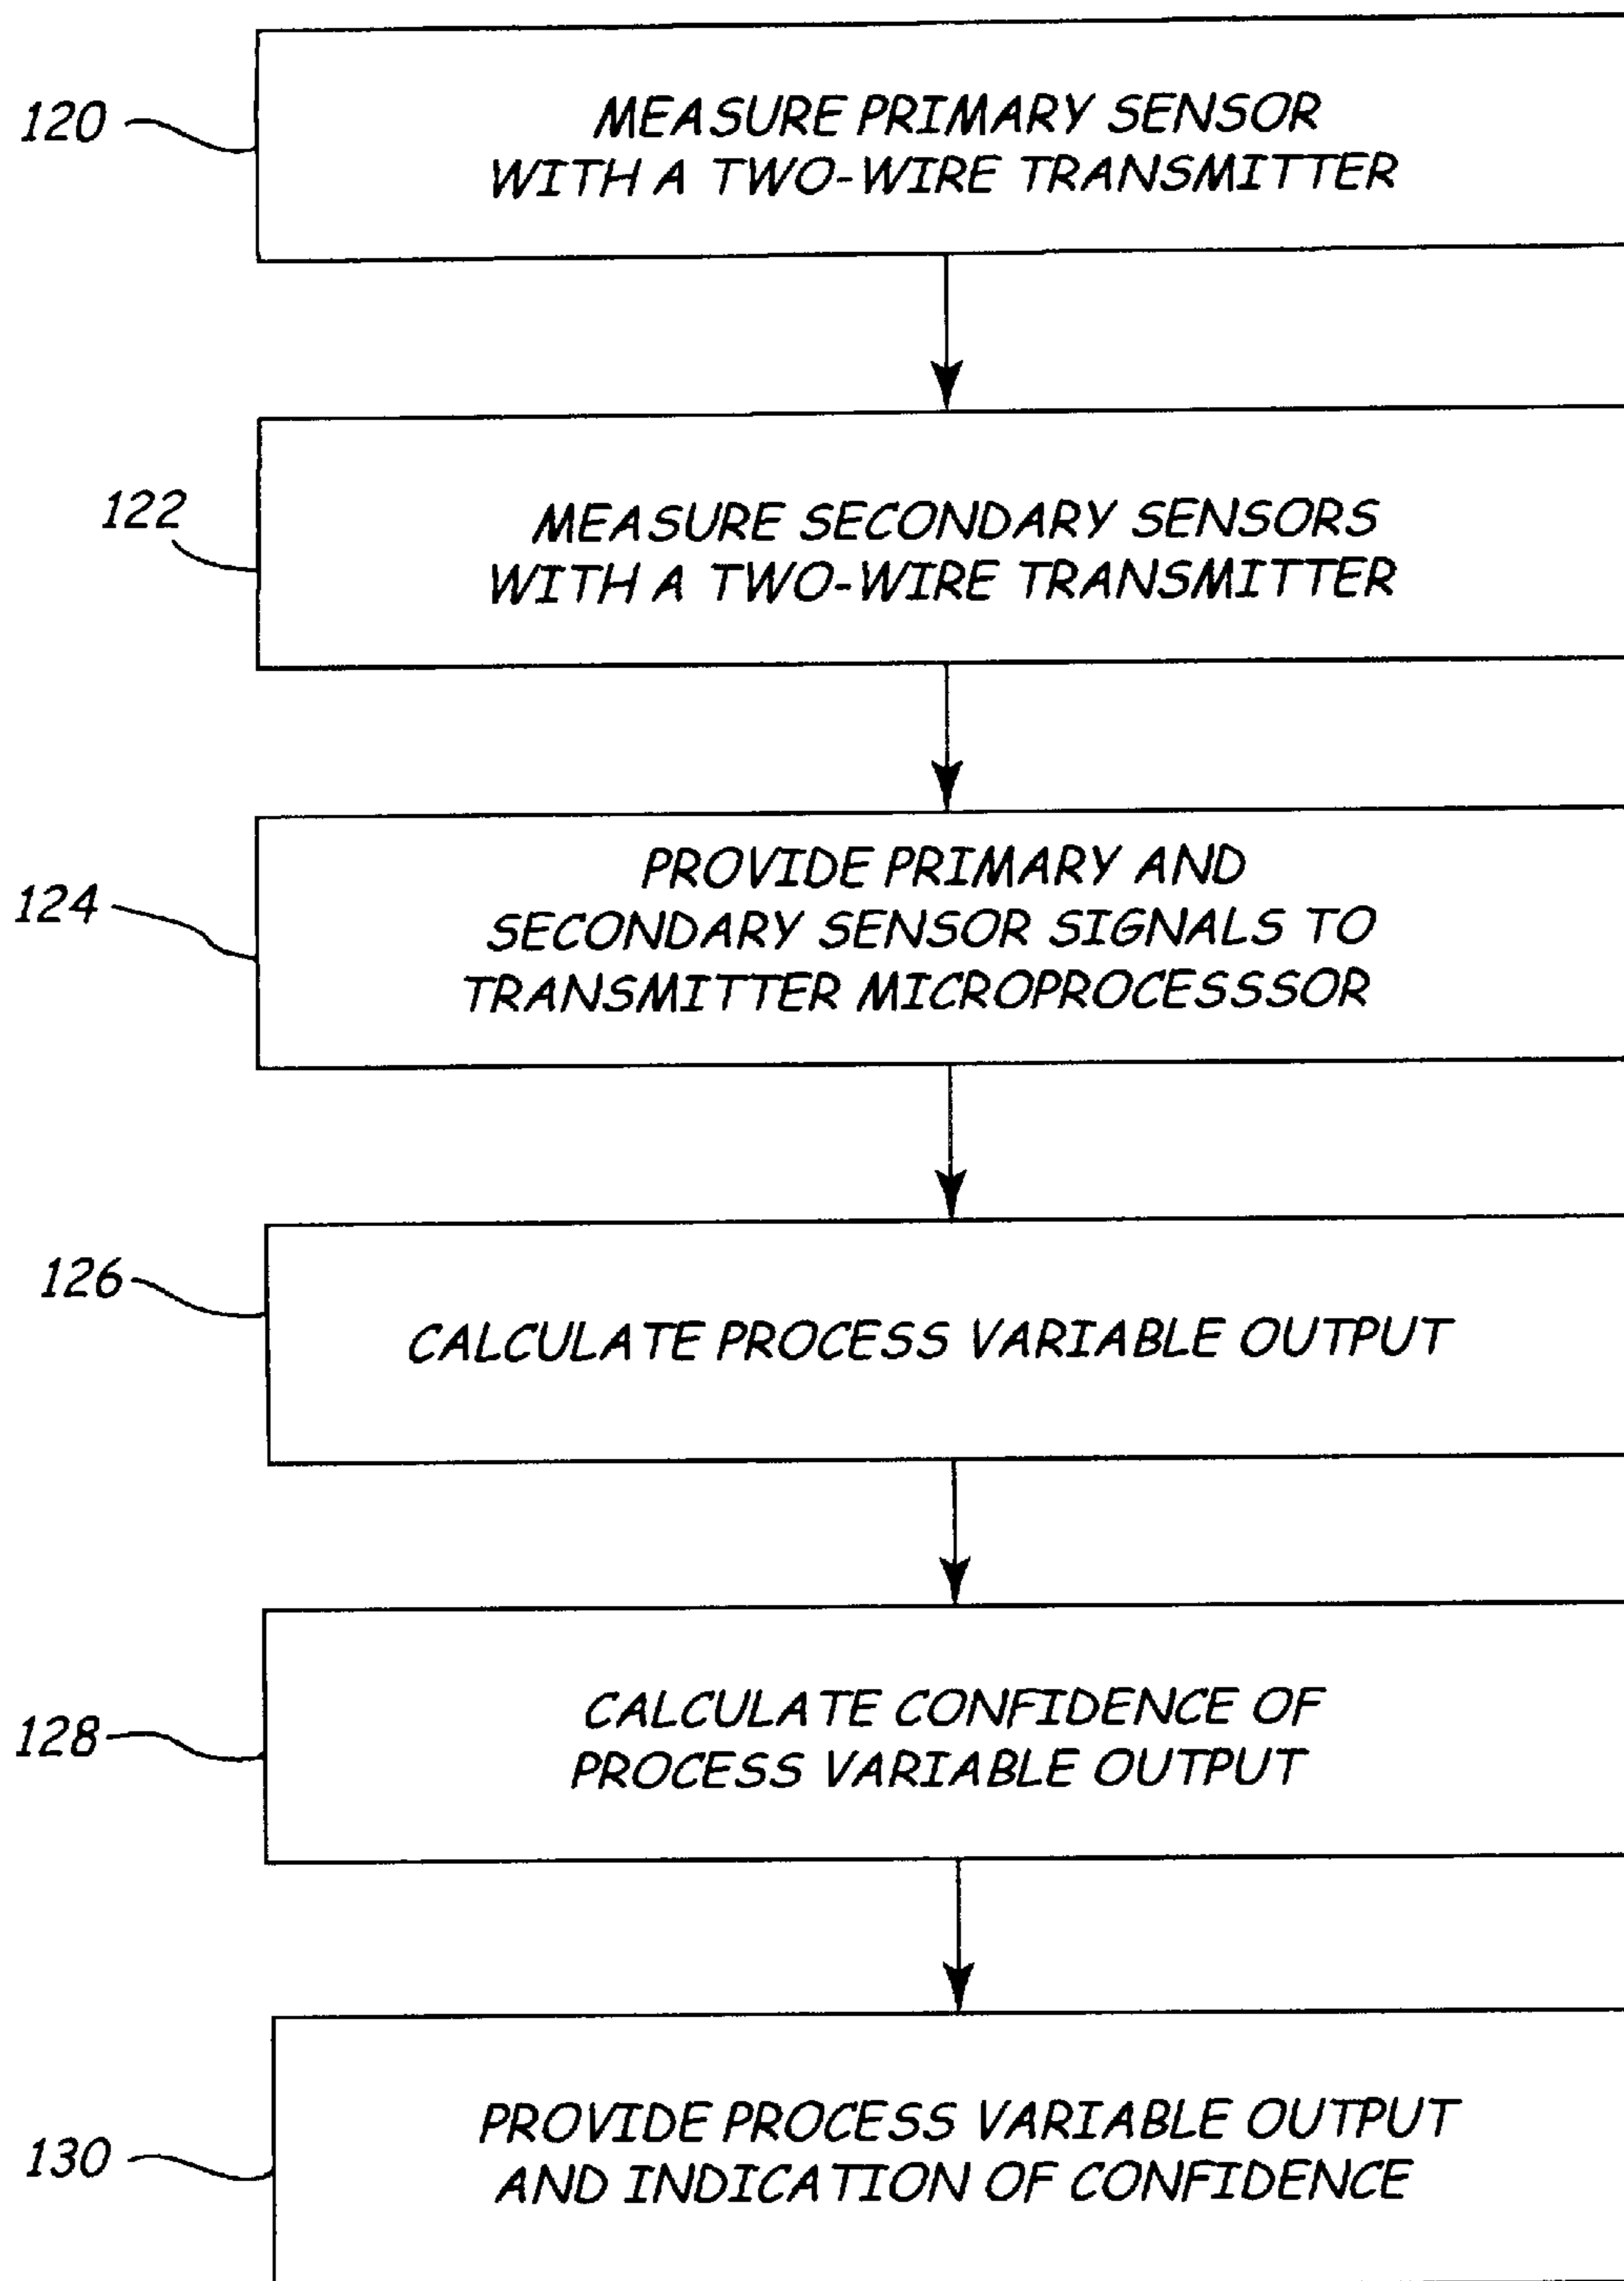 120
MEASURE PRIMARY SENSOR
WITH A TWO-WIRE TRANSMITTER
122
MEASURE SECONDARY SENSORS
WITH A TWO-WIRE TRANSMITTER
124
PROVIDE PRIMARY AND
SECONDARY SENSOR SIGNALS TO
TRANSMITTER MICROPROCESSSOR
126
CALCULATE PROCESS VARIABLE OUTPUT
128
CALCULATE CONFIDENCE OF
PROCESS VARIABLE OUTPUT
130
PROVIDE PROCESS VARIABLE OUTPUT
AND INDICATION OF CONFIDENCE